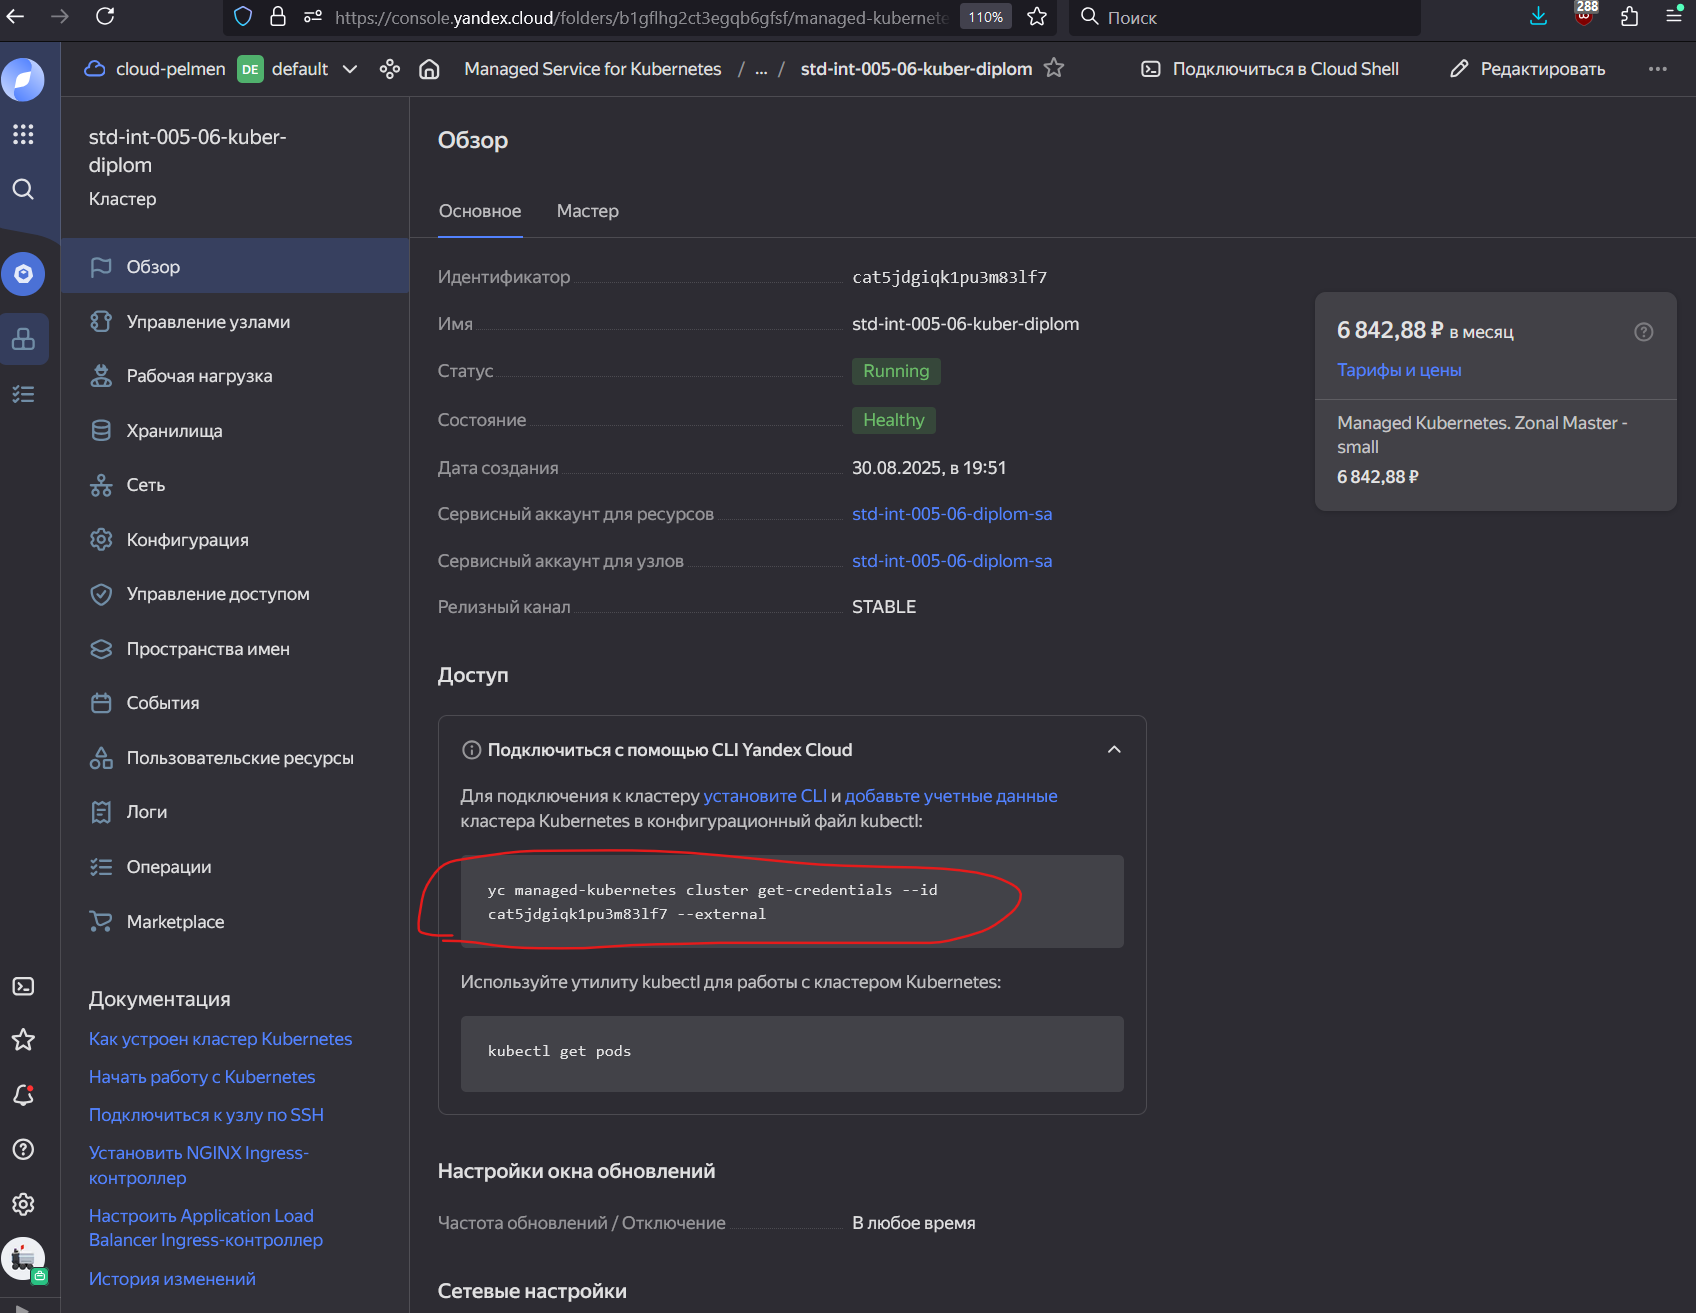 https://console.yandex.cloud/folders/b1gflhg2ct3egqb6gfsf/managed-kubernete
110%
Поиск
288
cloud-pelmen
DE
default
Managed Service for Kubernetes / ... / std-int-005-06-kuber-diplom
Подключиться в Cloud Shell
Редактировать
std-int-005-06-kuber-
diplom
Кластер
Обзор
Управление узлами
Рабочая нагрузка
Хранилища
Сеть
Конфигурация
Управление доступом
Пространства имен
События
Пользовательские ресурсы
Логи
Операции
Marketplace
Документация
Как устроен кластер Kubernetes
Начать работу с Kubernetes
Подключиться к узлу по SSH
Установить NGINX Ingress-
контроллер
Настроить Application Load
Balancer Ingress-контроллер
История изменений
Обзор
Основное
Мастер
Идентификатор cat5jdgiqk1pu3m83lf7
Имя std-int-005-06-kuber-diplom
Статус Running
Состояние Healthy
Дата создания 30.08.2025, в 19:51
Сервисный аккаунт для ресурсов std-int-005-06-diplom-sa
Сервисный аккаунт для узлов std-int-005-06-diplom-sa
Релизный канал STABLE
Доступ
Подключиться с помощью CLI Yandex Cloud
Для подключения к кластеру установите CLI и добавьте учетные данные
кластера Kubernetes в конфигурационный файл kubectl:
yc managed-kubernetes cluster get-credentials --id
cat5jdgiqk1pu3m83lf7 --external
Используйте утилиту kubectl для работы с кластером Kubernetes:
kubectl get pods
Настройки окна обновлений
Частота обновлений / Отключение В любое время
Сетевые настройки
6 842,88 ₽ в месяц
Тарифы и цены
Managed Kubernetes. Zonal Master -
small
6 842,88 ₽